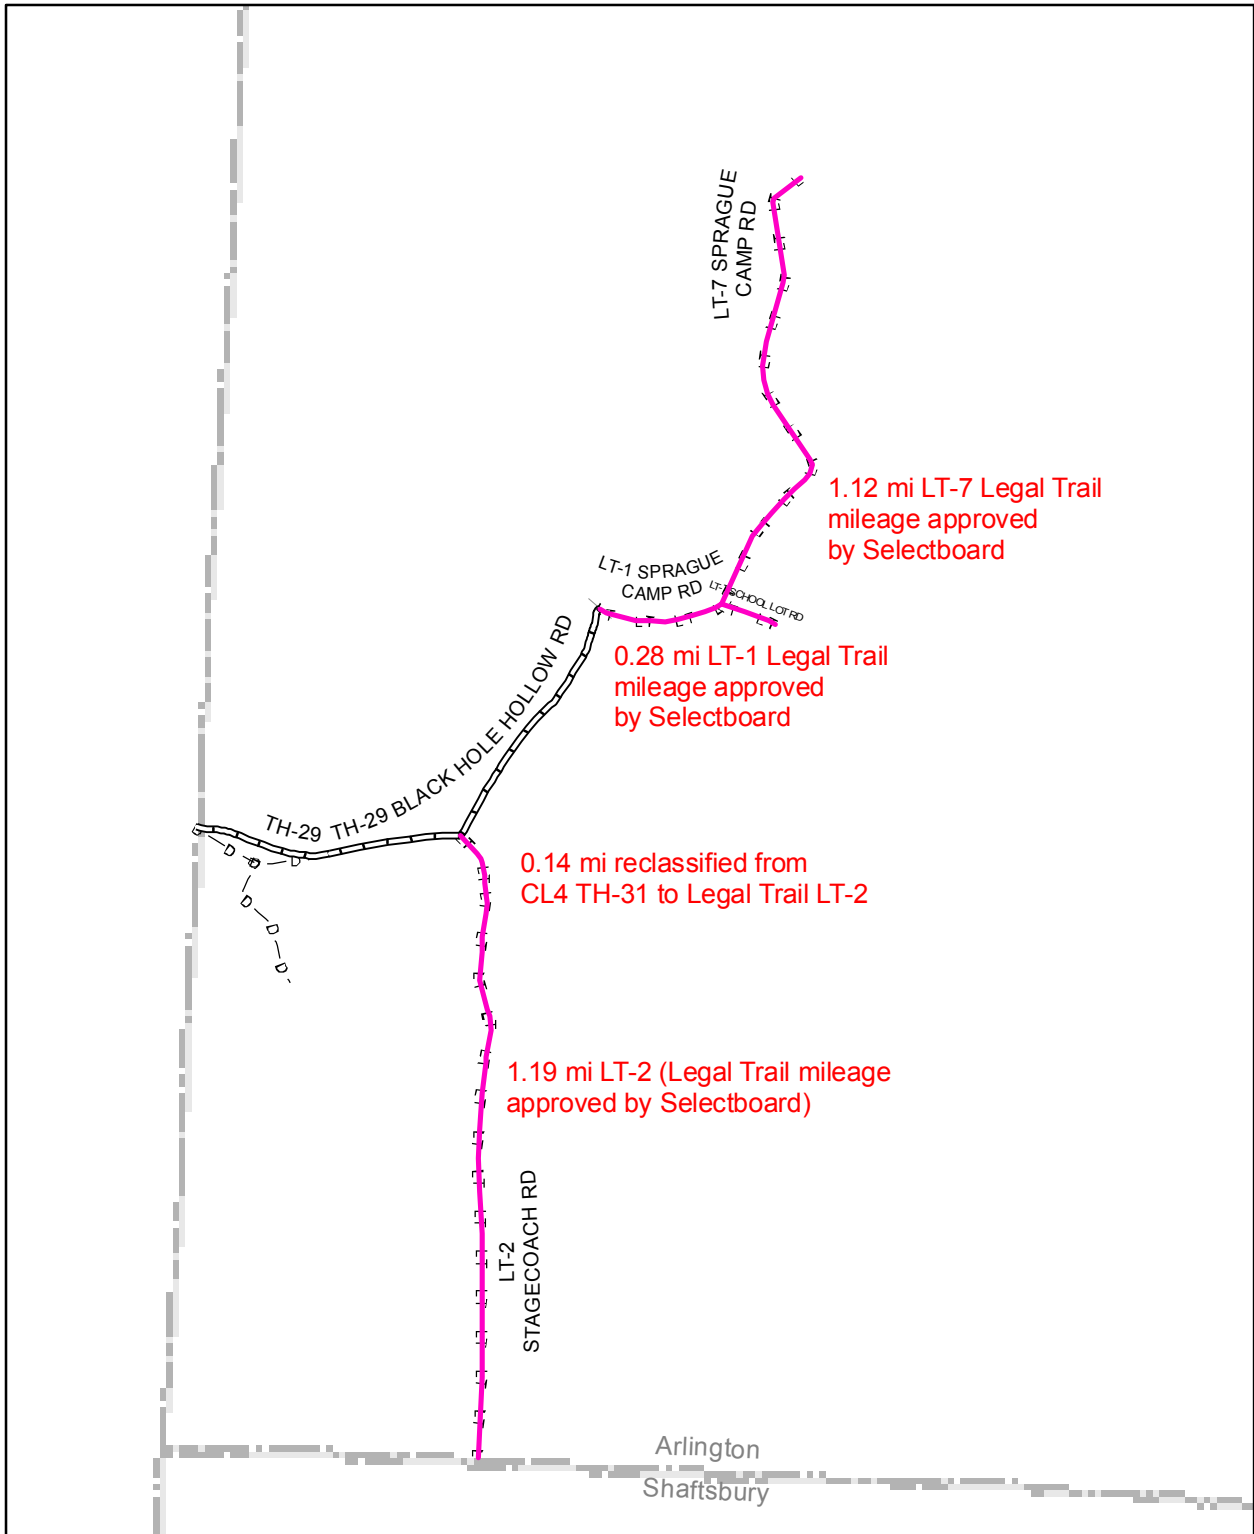 LT-7 SPRAGUE
CAMP RD
1.12 mi LT-7 Legal Trail
mileage approved
by Selectboard
LT-1 SPRAGUE
CAMP RD
SCHOOL LOT RD
0.28 mi LT-1 Legal Trail
mileage approved
by Selectboard
TH-29 TH-29 BLACK HOLE HOLLOW RD
0.14 mi reclassified from
CL4 TH-31 to Legal Trail LT-2
1.19 mi LT-2 (Legal Trail mileage
approved by Selectboard)
LT-2
STAGECOACH RD
Arlington
Shaftsbury